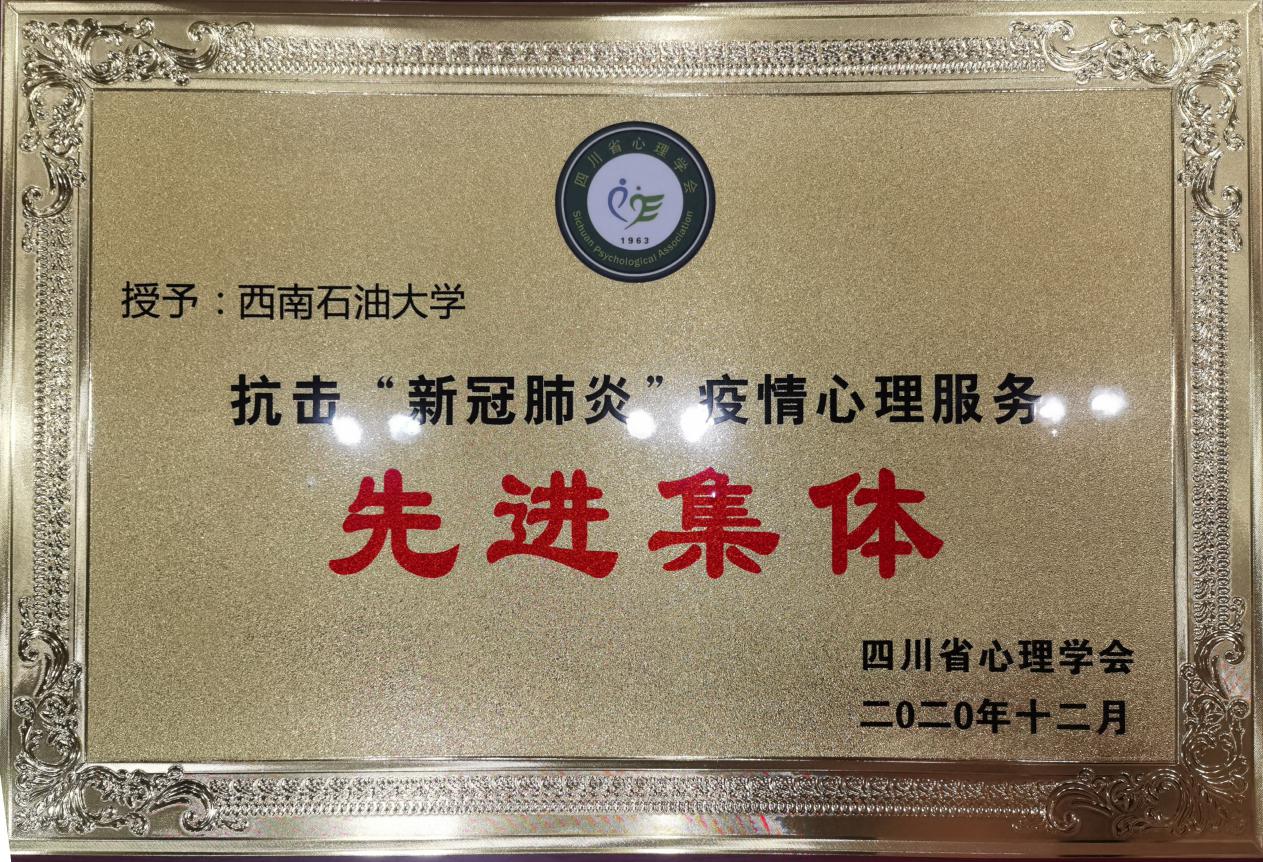 四川省心理学会
1963
Sichuan Psychological Association
授予：西南石油大学
抗击“新冠肺炎”疫情心理服务
先进集体
四川省心理学会
二0二0年十二月